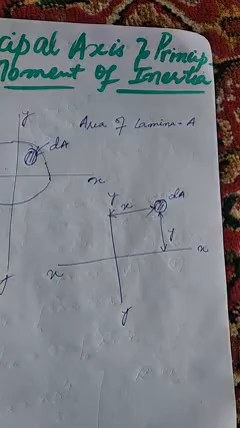 cipal Axis & Princip
Moment of Inertia
y
Area of Lamina = A
dA
x
y
x
dA
y
x
x
y
y